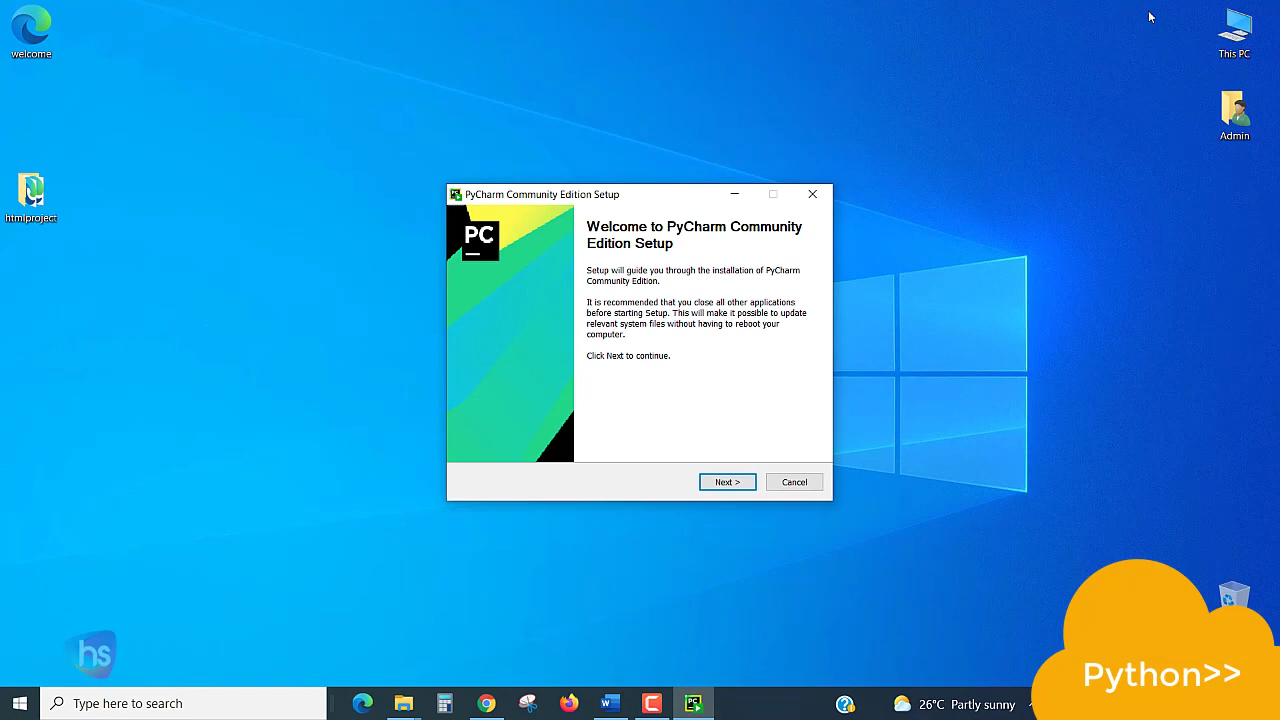 welcome
This PC
Admin
htmlproject
PyCharm Community Edition Setup
PC
Welcome to PyCharm Community
Edition Setup
Setup will guide you through the installation of PyCharm
Community Edition.
It is recommended that you close all other applications
before starting Setup. This will make it possible to update
relevant system files without having to reboot your
computer.
Click Next to continue.
Next >
Cancel
hs
Python>>
Type here to search
26°C Partly sunny